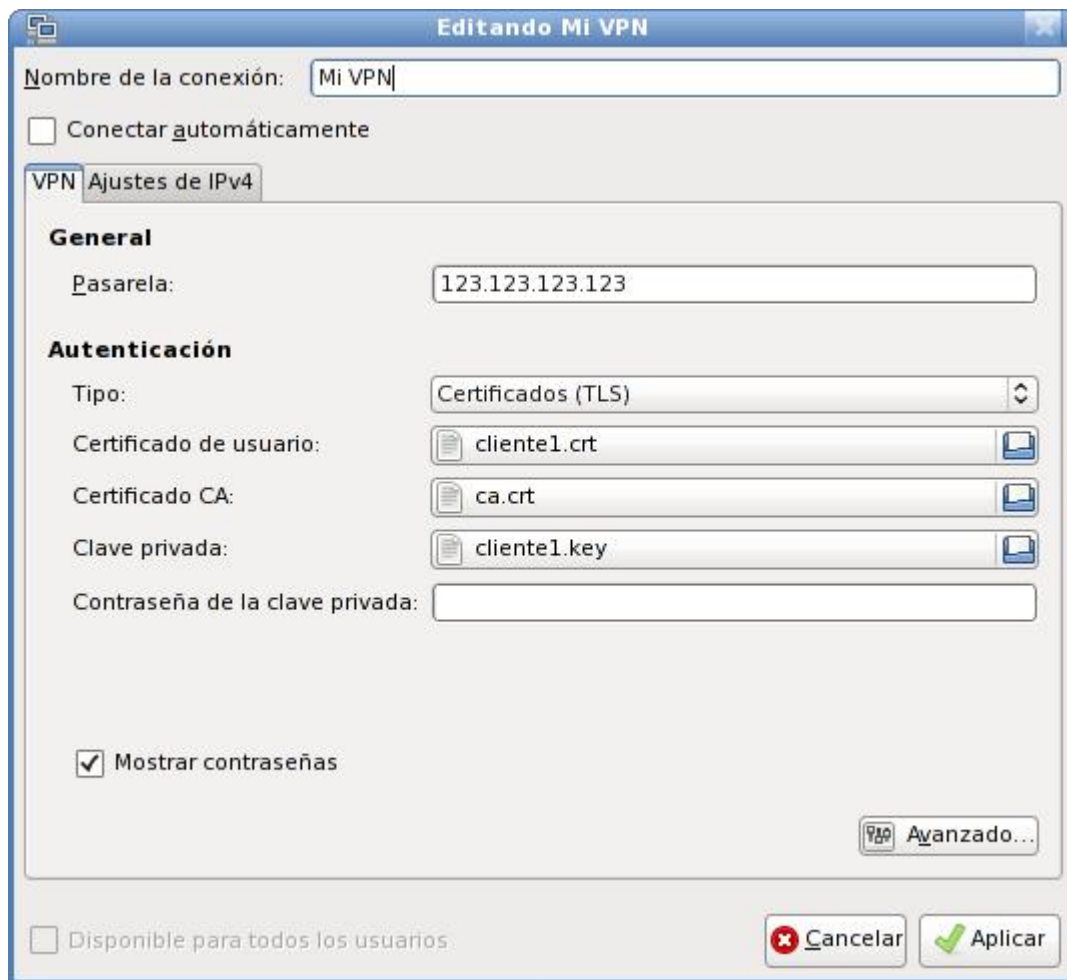 Editando Mi VPN
Nombre de la conexión: Mi VPN
Conectar automáticamente
VPN Ajustes de IPv4
General
Pasarela: 123.123.123.123
Autenticación
Tipo: Certificados (TLS)
Certificado de usuario: cliente1.crt
Certificado CA: ca.crt
Clave privada: cliente1.key
Contraseña de la clave privada:
Mostrar contraseñas
Avanzado...
Disponible para todos los usuarios Cancelar Aplicar